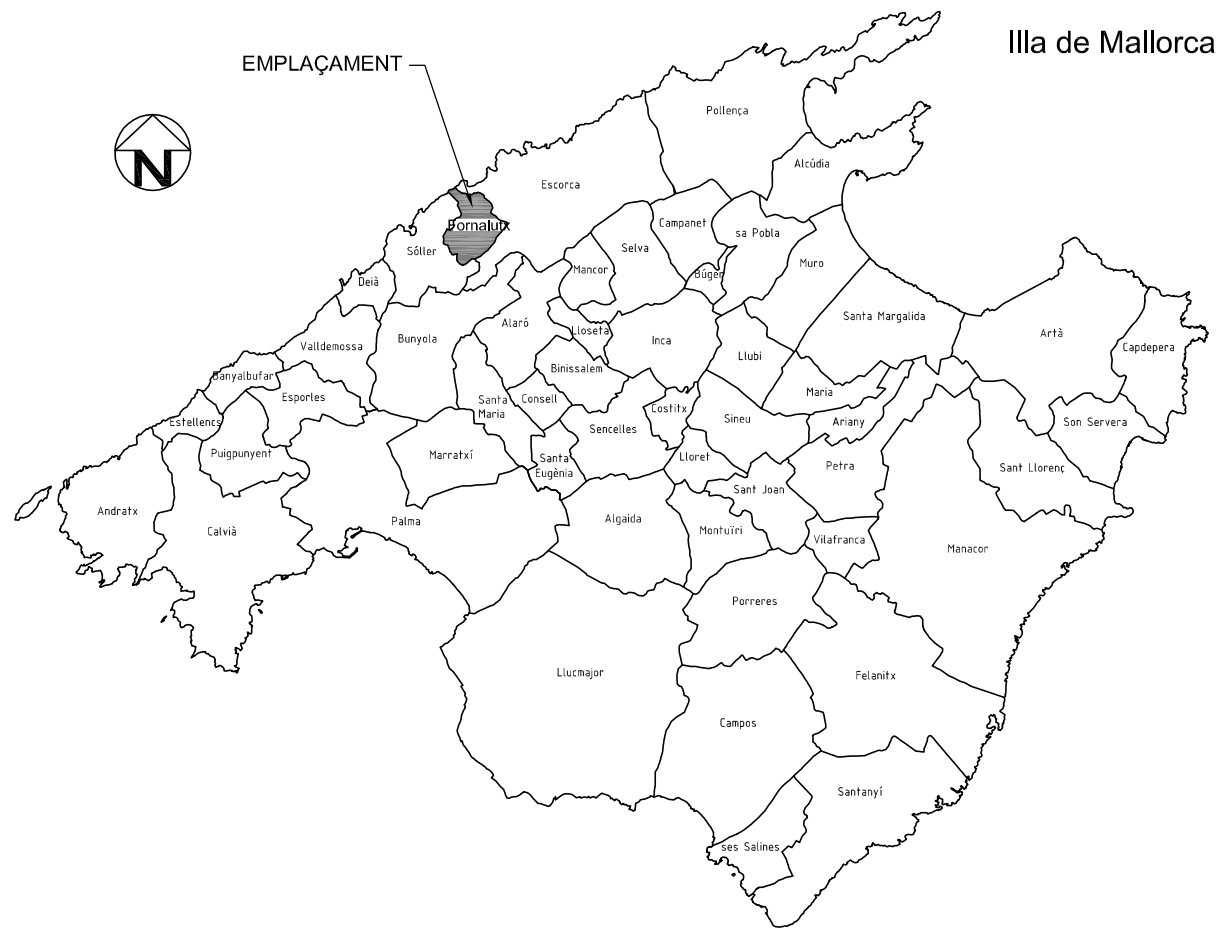 Illa de Mallorca
EMPLAÇAMENT
N
Pollença
Alcúdia
Escorca
Fornalutx
Campanet
sa Pobla
Selva
Sóller
Mancor
Búger
Muro
Deià
Santa Margalida
Artà
Capdepera
Alaró
Lloseta
Bunyola
Inca
Valldemossa
Llubí
Binissalem
Banyalbufar
Esporles
Maria
Consell
Santa
Maria
Costitx
Sineu
Ariany
Son Servera
Estellencs
Sencelles
Puigpunyent
Marratxí
Santa
Eugènia
Lloret
Petra
Sant Llorenç
Sant Joan
Andratx
Calvià
Palma
Algaida
Montuïri
Vilafranca
Manacor
Porreres
Llucmajor
Felanitx
Campos
Santanyí
ses Salines